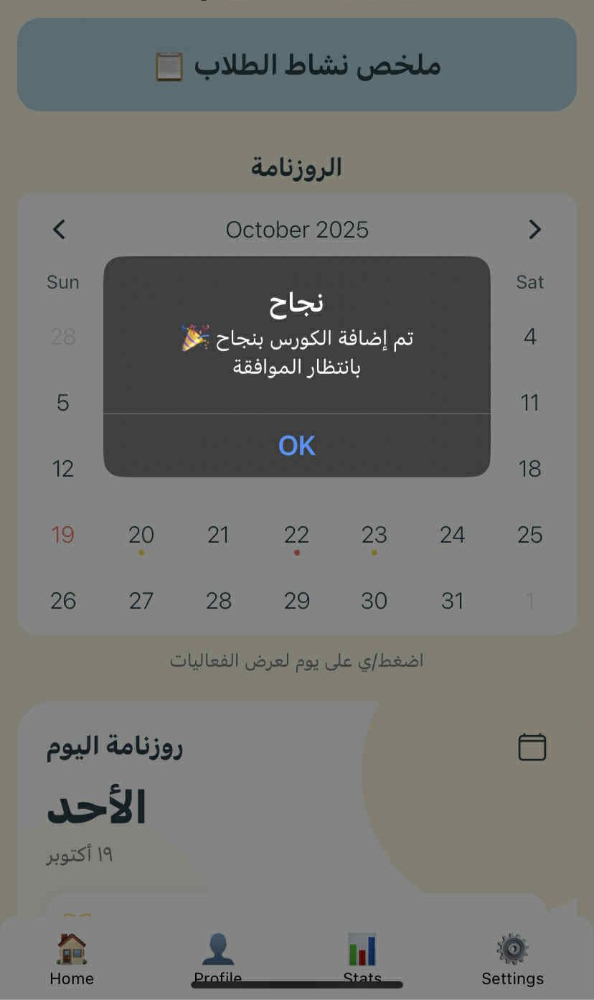 ملخص نشاط الطلاب 📋
الروزنامة
October 2025
Sun Sat
28 4
5 11
12 18
نجاح
تم إضافة الكورس بنجاح 🎉
بانتظار الموافقة
OK
19 20 21 22 23 24 25
26 27 28 29 30 31 1
اضغط/ي على يوم لعرض الفعاليات
روزنامة اليوم
الأحد
١٩ أكتوبر
Home Profile Stats Settings